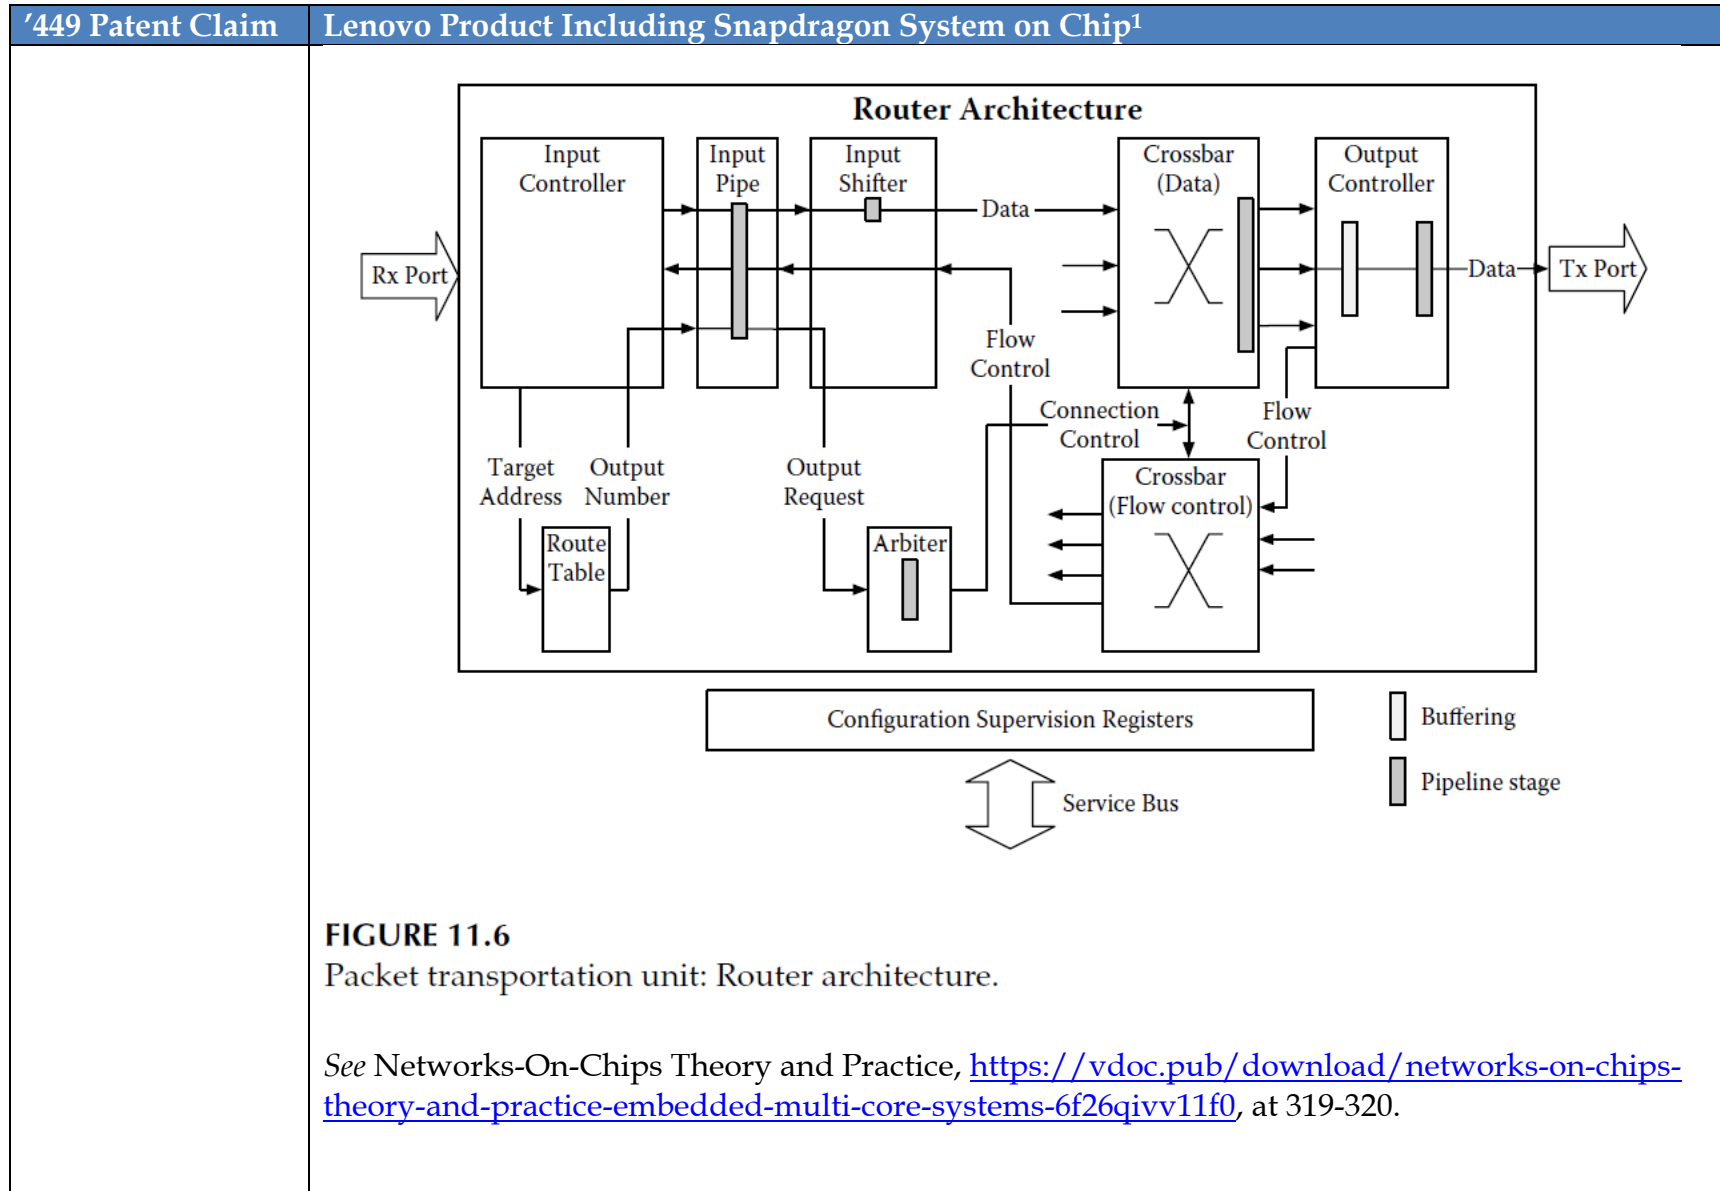 ’449 Patent Claim
Lenovo Product Including Snapdragon System on Chip1
Router Architecture
Input
Controller
Input
Pipe
Input
Shifter
Crossbar
(Data)
Output
Controller
Data
Rx Port
Data
Tx Port
Flow
Control
Connection
Control
Flow
Control
Target
Address
Output
Number
Output
Request
Crossbar
(Flow control)
Route
Table
Arbiter
Configuration Supervision Registers
Buffering
Pipeline stage
Service Bus
FIGURE 11.6
Packet transportation unit: Router architecture.
See Networks-On-Chips Theory and Practice, https://vdoc.pub/download/networks-on-chips-
theory-and-practice-embedded-multi-core-systems-6f26qivv11f0, at 319-320.